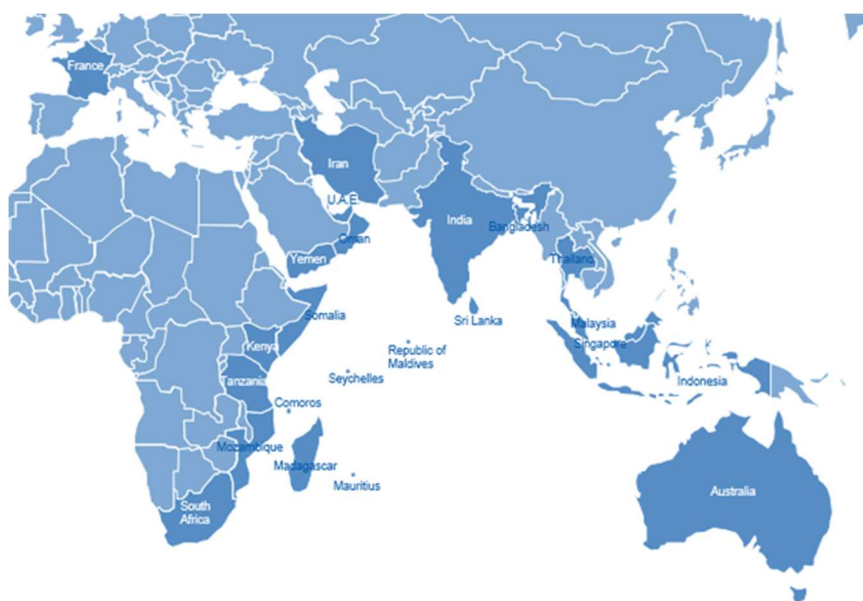 France
Iran
U.A.E.
India
Oman
Bangladesh
Yemen
Thailand
Somalia
Sri Lanka
Malaysia
Singapore
Kenya
Republic of
Maldives
Tanzania
Seychelles
Indonesia
Comoros
Mozambique
Madagascar
Mauritius
Australia
South
Africa